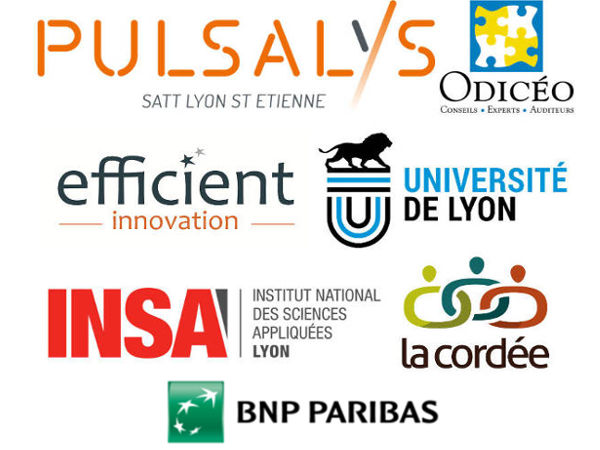 PULSALYS
SATT LYON ST ETIENNE
ODICÉO
CONSEILS • EXPERTS • AUDITEURS
efficient
innovation
UNIVERSITÉ
DE LYON
INSA
INSTITUT NATIONAL
DES SCIENCES
APPLIQUÉES
LYON
la cordée
BNP PARIBAS